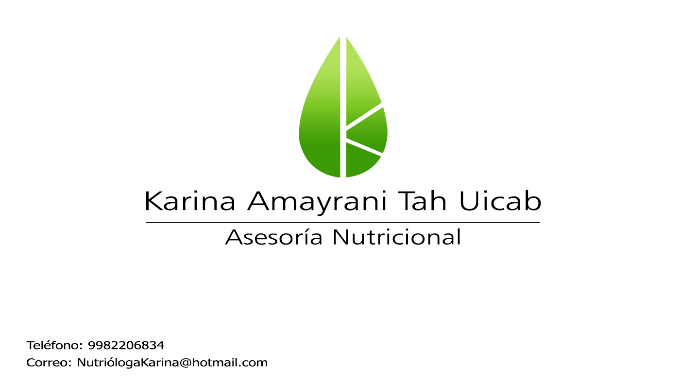 Karina Amayrani Tah Uicab
Asesoría Nutricional
Teléfono: 9982206834
Correo: NutriólogaKarina@hotmail.com